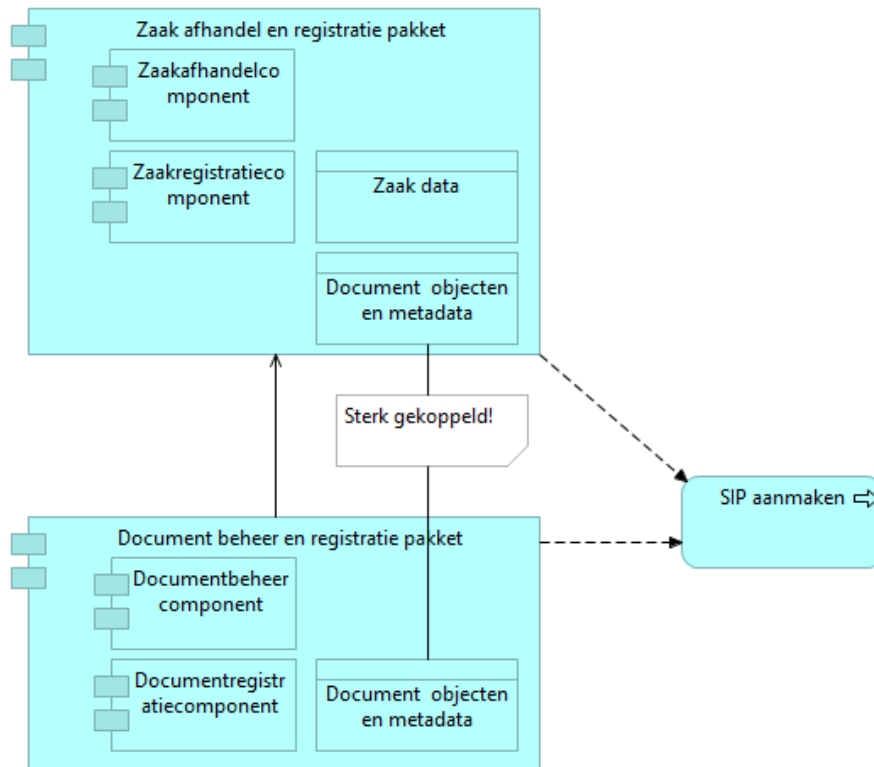 Zaak afhandel en registratie pakket
Zaakafhandelco
mponent
Zaakregistratieco
mponent
Zaak data
Document  objecten
en metadata
Sterk gekoppeld!
SIP aanmaken
Document beheer en registratie pakket
Documentbeheer
component
Documentregistr
atiecomponent
Document  objecten
en metadata